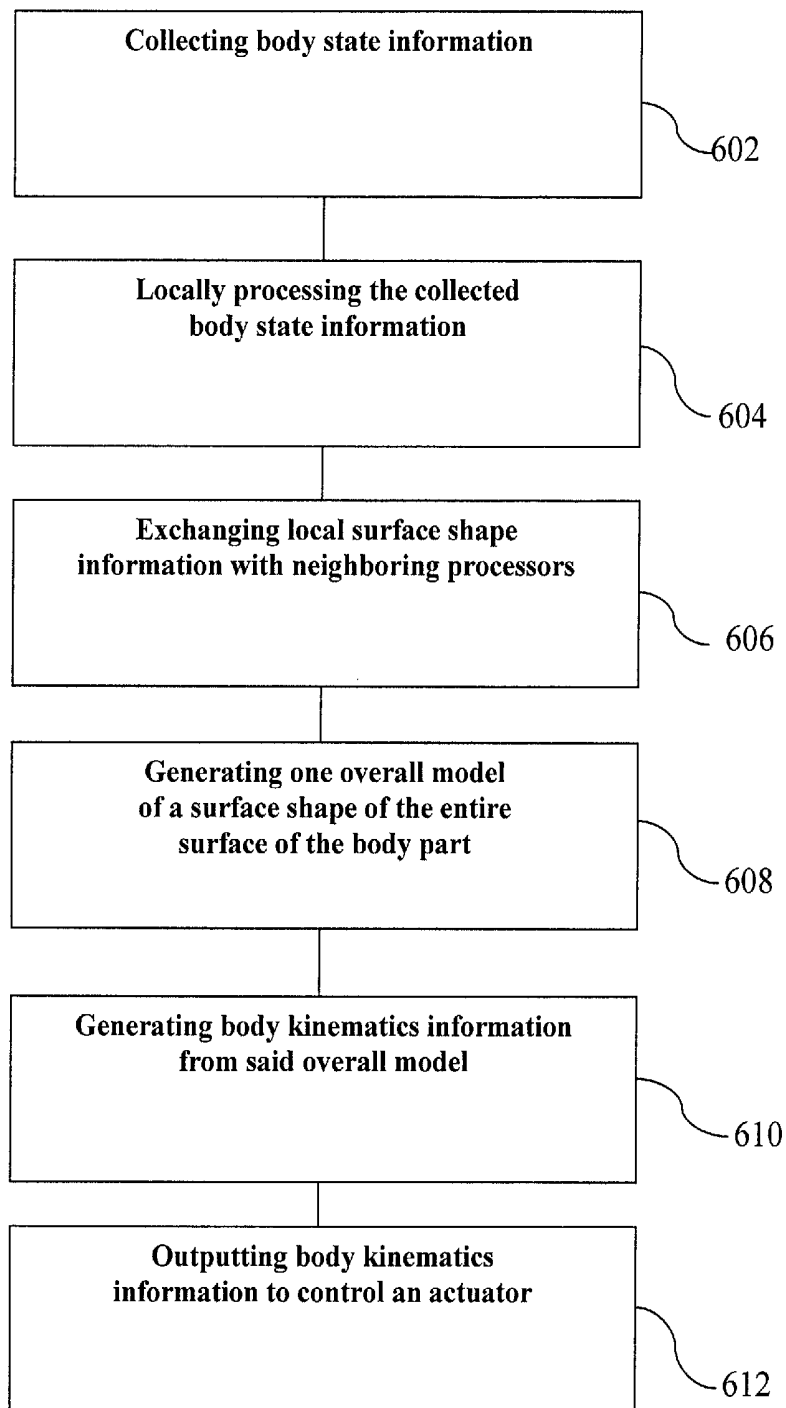 Collecting body state information
602
Locally processing the collected
body state information
604
Exchanging local surface shape
information with neighboring processors
606
Generating one overall model
of a surface shape of the entire
surface of the body part
608
Generating body kinematics information
from said overall model
610
Outputting body kinematics
information to control an actuator
612